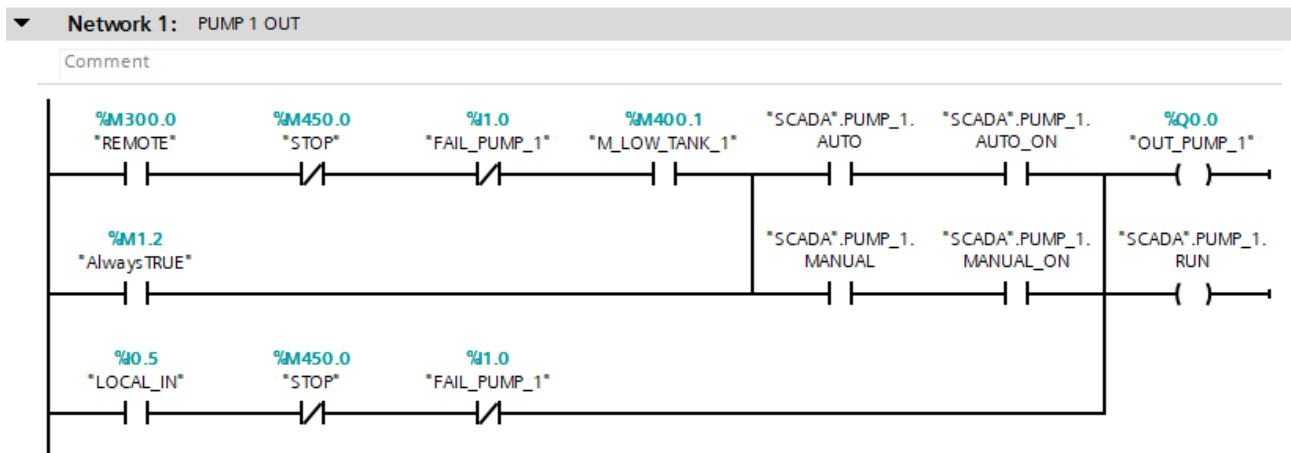 Network 1: PUMP 1 OUT
Comment
%M300.0 %M450.0 %I1.0 %M400.1 "SCADA".PUMP_1. "SCADA".PUMP_1. %Q0.0
"REMOTE" "STOP" "FAIL_PUMP_1" "M_LOW_TANK_1" AUTO AUTO_ON "OUT_PUMP_1"
%M1.2 "SCADA".PUMP_1. "SCADA".PUMP_1. "SCADA".PUMP_1.
"AlwaysTRUE" MANUAL MANUAL_ON RUN
%I0.5 %M450.0 %I1.0
"LOCAL_IN" "STOP" "FAIL_PUMP_1"